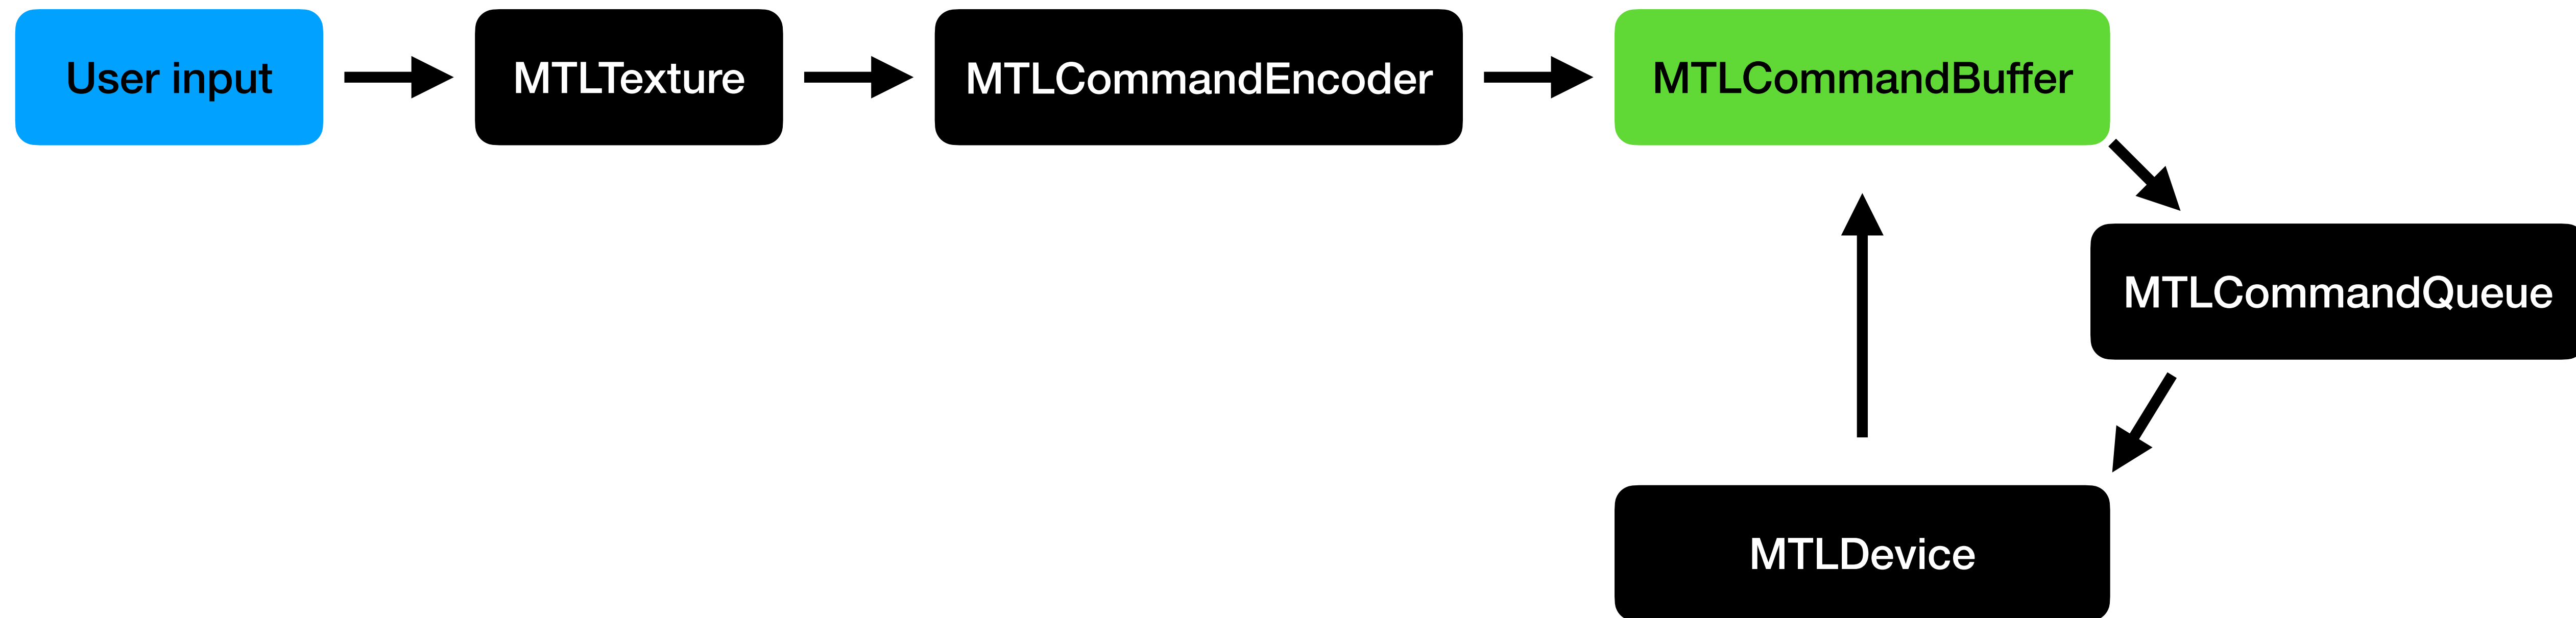 User input
MTLTexture
MTLCommandEncoder
MTLCommandBuffer
MTLCommandQueue
MTLDevice